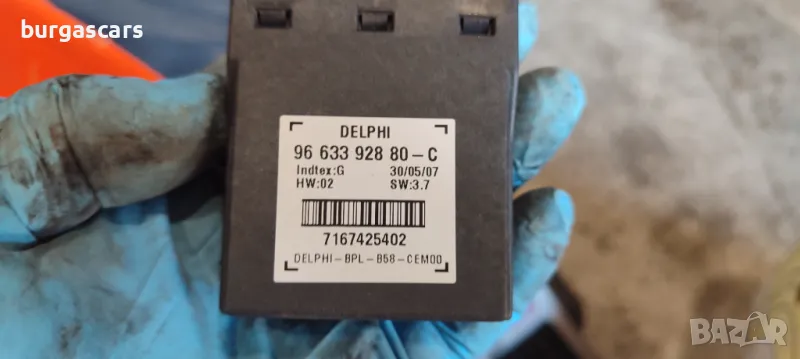 burgascars
DELPHI
96 633 928 80-C
Indtex:G 30/05/07
HW:02 SW:3.7
7167425402
DELPHI-BPL-B58-CEM00
BAZAR